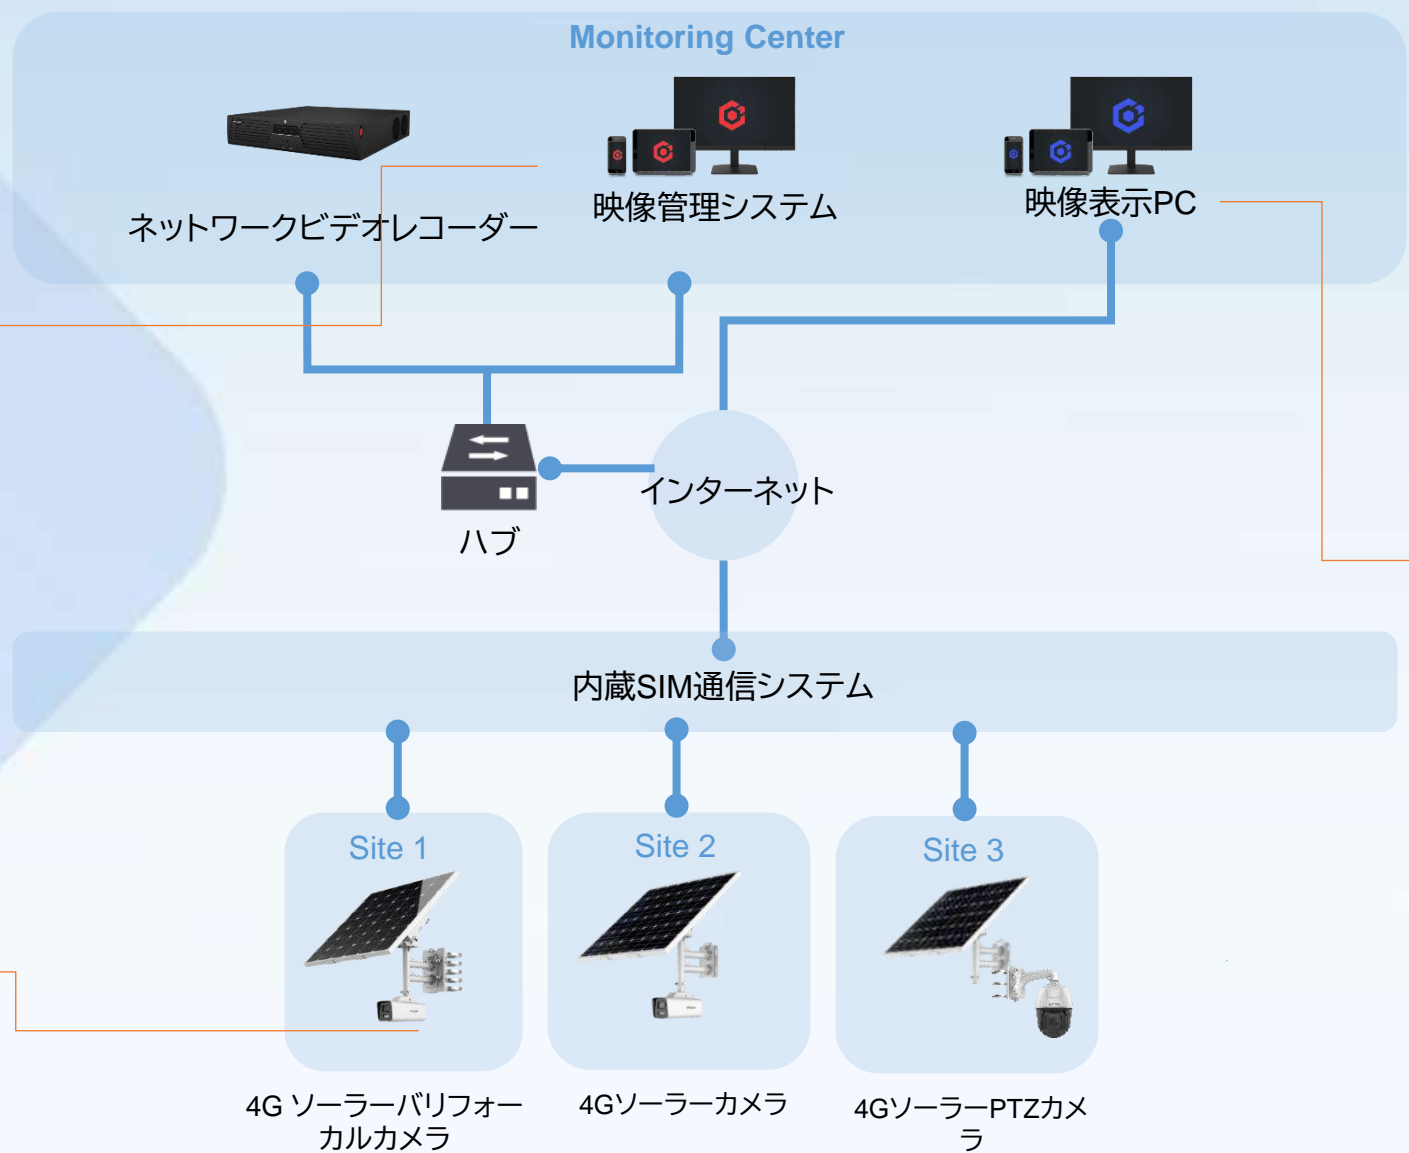 Monitoring Center
ネットワークビデオレコーダー
映像管理システム
映像表示PC
インターネット
ハブ
内蔵SIM通信システム
Site 1
Site 2
Site 3
4G ソーラーバリフォー
カルカメラ
4Gソーラーカメラ
4GソーラーPTZカメ
ラ